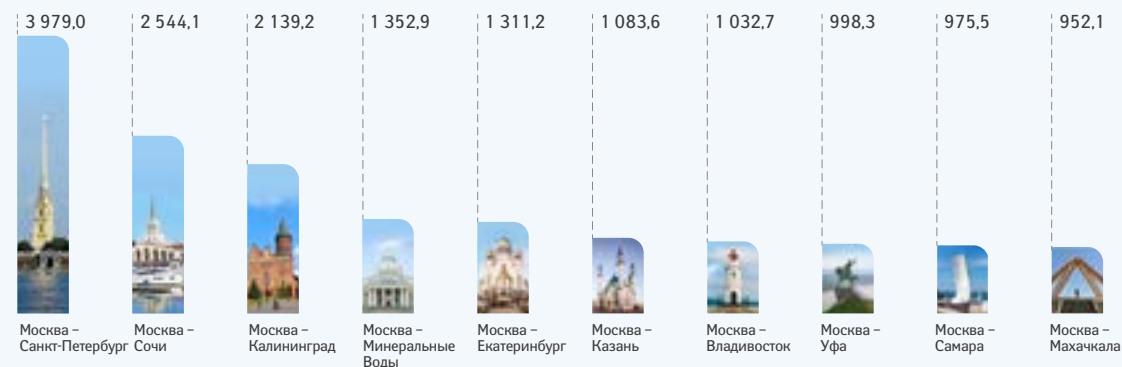 3 979,0
2 544,1
2 139,2
1 352,9
1 311,2
1 083,6
1 032,7
998,3
975,5
952,1
Москва –
Санкт-Петербург
Москва –
Сочи
Москва –
Калининград
Москва –
Минеральные
Воды
Москва –
Екатеринбург
Москва –
Казань
Москва –
Владивосток
Москва –
Уфа
Москва –
Самара
Москва –
Махачкала